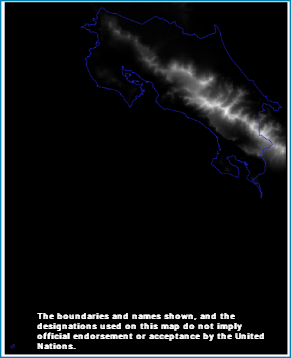 The boundaries and names shown, and the
designations used on this map do not imply
official endorsement or acceptance by the United
Nations.